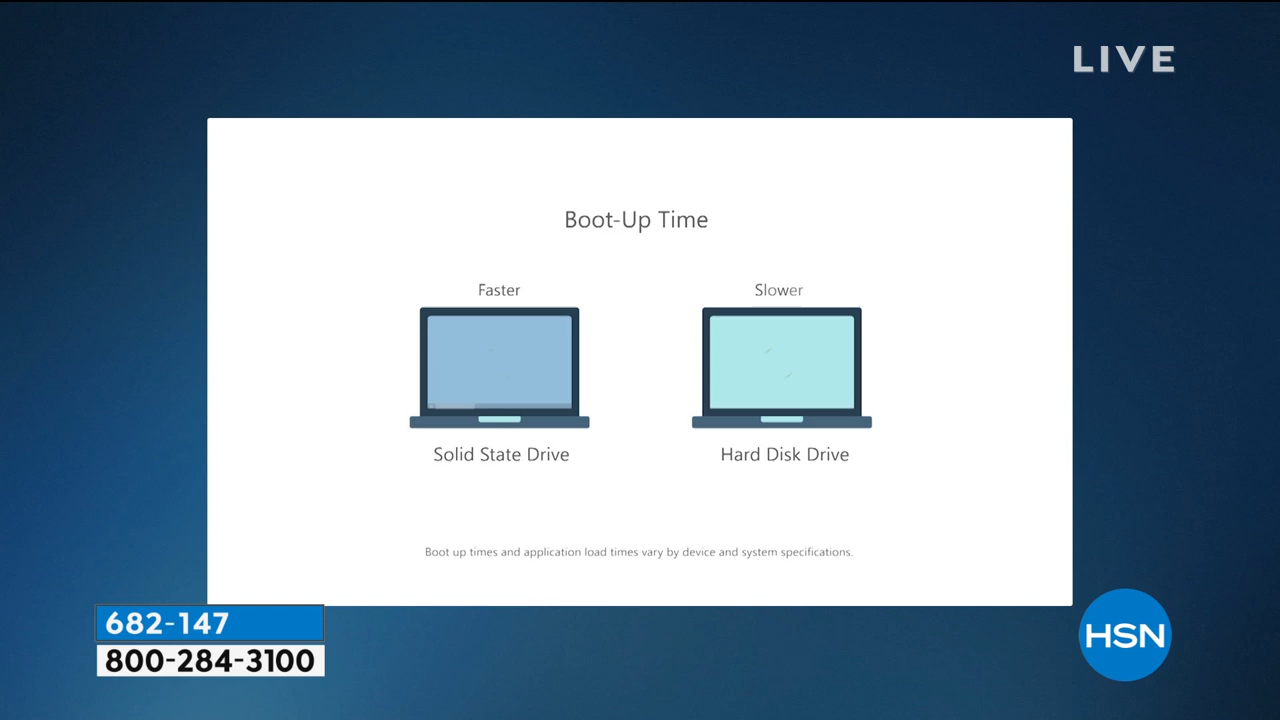 LIVE
Boot-Up Time
Faster
Slower
Solid State Drive
Hard Disk Drive
Boot up times and application load times vary by device and system specifications.
682-147
800-284-3100
HSN